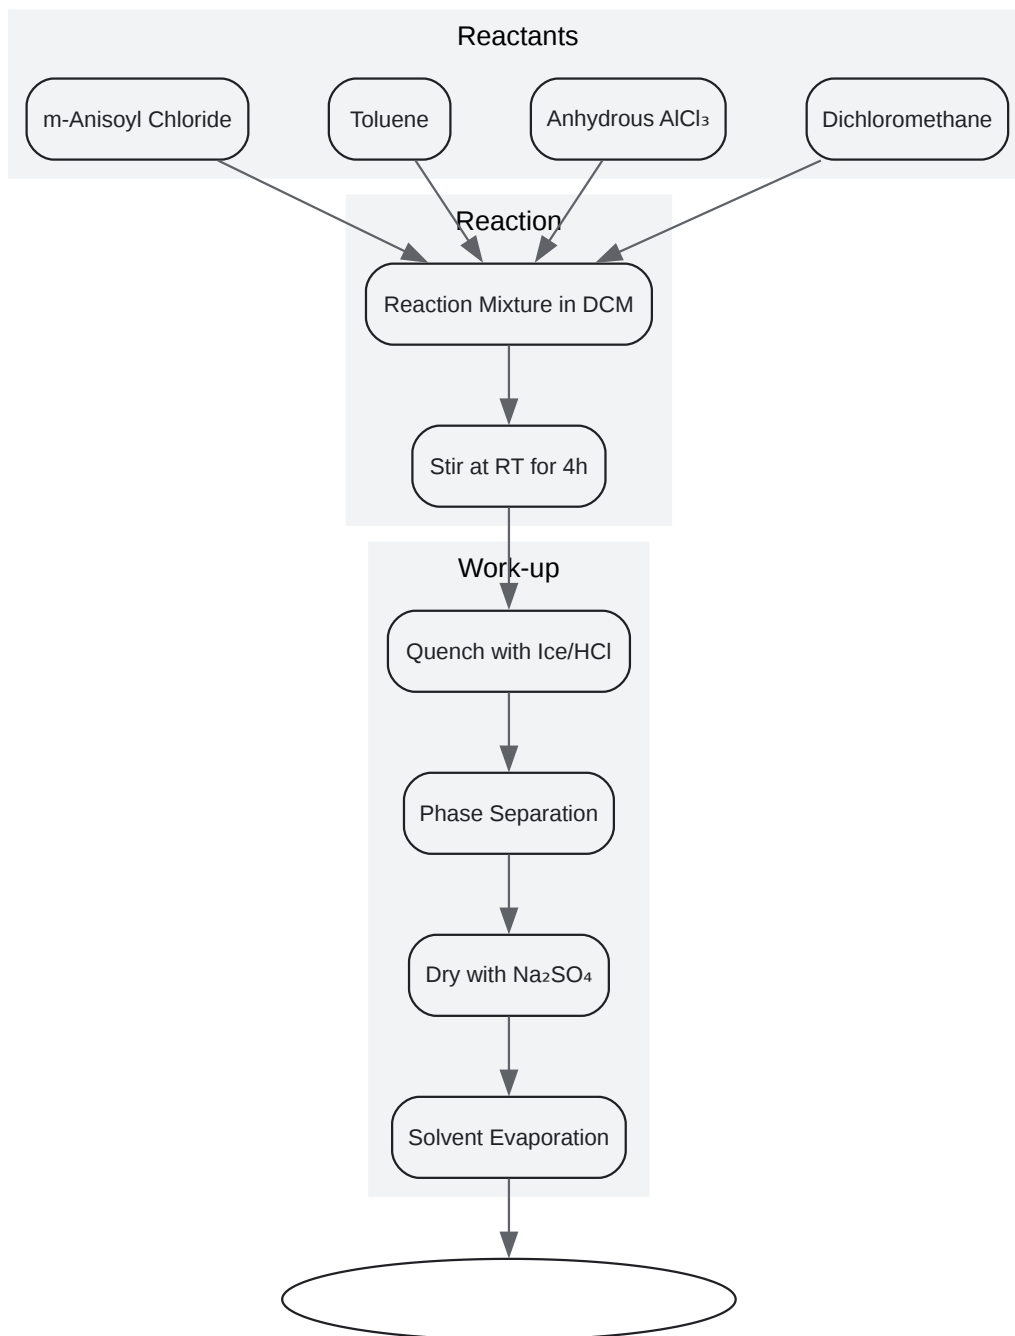 Reactants
m-Anisoyl Chloride
Toluene
Anhydrous AlCl₃
Dichloromethane
Reaction
Reaction Mixture in DCM
Stir at RT for 4h
Work-up
Quench with Ice/HCl
Phase Separation
Dry with Na₂SO₄
Solvent Evaporation